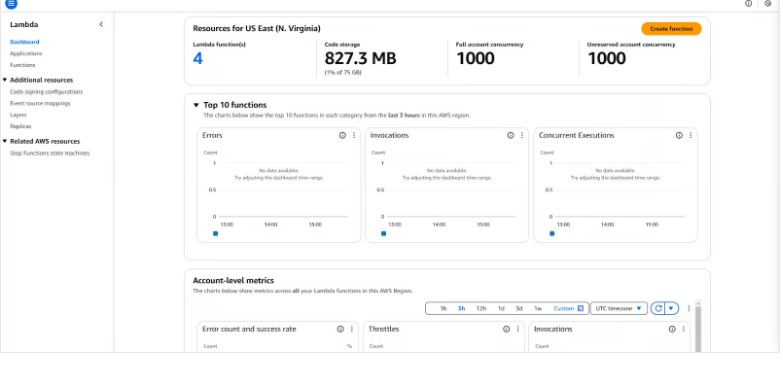 Lambda
Dashboard
Applications
Functions
Additional resources
Code signing configurations
Event source mappings
Layers
Replicas
Related AWS resources
Step Functions state machines
Resources for US East (N. Virginia)
Create function
Lambda function(s)
4
Code storage
827.3 MB
(1% of 75 GB)
Full account concurrency
1000
Unreserved account concurrency
1000
Top 10 functions
The charts below show the top 10 functions in each category from the last 3 hours in this AWS region.
Errors
Count
1
No data available.
Try adjusting the dashboard time range.
0.5
0
13:00 14:00 15:00
Invocations
Count
1
No data available.
Try adjusting the dashboard time range.
0.5
0
13:00 14:00 15:00
Concurrent Executions
Count
1
No data available.
Try adjusting the dashboard time range.
0.5
0
13:00 14:00 15:00
Account-level metrics
The charts below show metrics across all your Lambda functions in this AWS Region.
1h 3h 12h 1d 3d 1w Custom UTC timezone
Error count and success rate
Count %
Throttles
Count
Invocations
Count